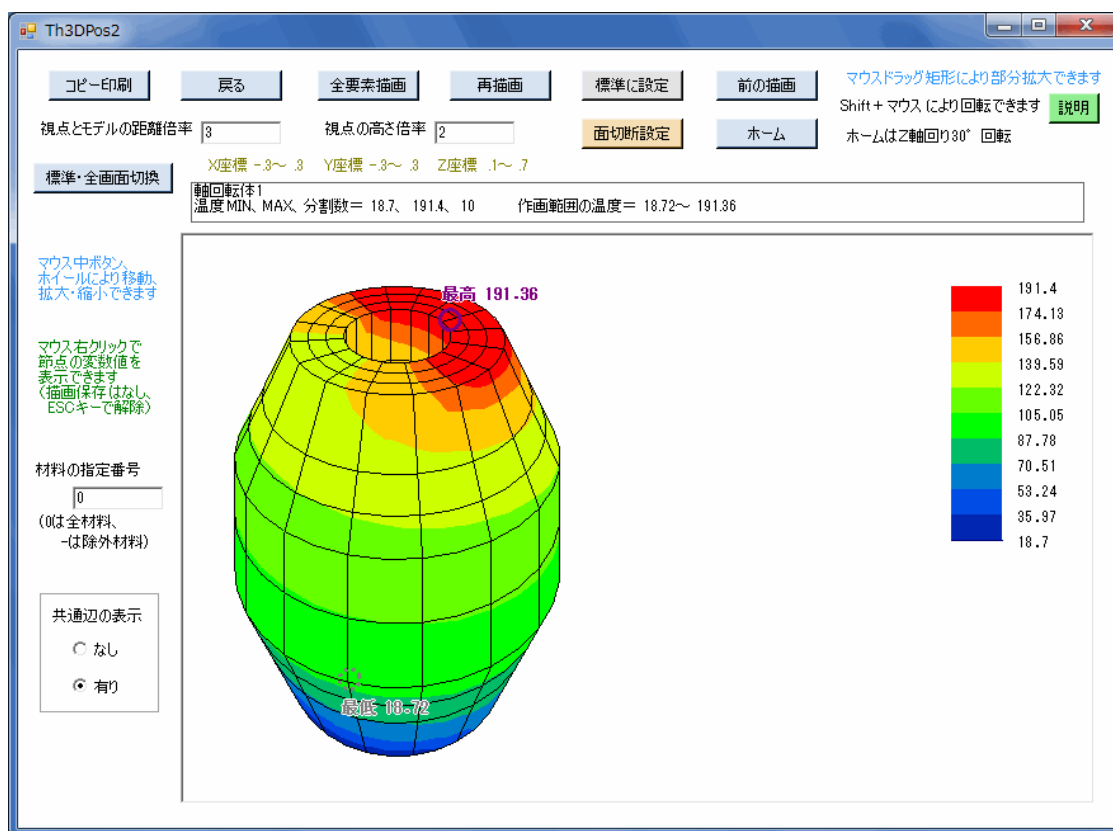 Th3DPos2
コピー印刷
戻る
全要素描画
再描画
標準に設定
前の描画
マウスドラッグ矩形により部分拡大できます
視点とモデルの距離倍率 3
視点の高さ倍率 2
面切断設定
ホーム
Shift+マウス により回転できます
説明
ホームはZ軸回り30° 回転
標準・全画面切換
X座標 -.3～ .3 Y座標 -.3～ .3 Z座標 .1～ .7
軸回転体1
温度MIN、MAX、分割数＝ 18.7、 191.4、 10 作画範囲の温度＝ 18.72～ 191.36
マウス中ボタン、
ホイールにより移動、
拡大・縮小できます
マウス右クリックで
節点の変数値を
表示できます
(描画保存はなし、
ESCキーで解除)
材料の指定番号
0
(0は全材料、
-は除外材料)
共通辺の表示
なし
有り
最高 191.36
最低 18.72
191.4
174.13
156.86
139.59
122.32
105.05
87.78
70.51
53.24
35.97
18.7